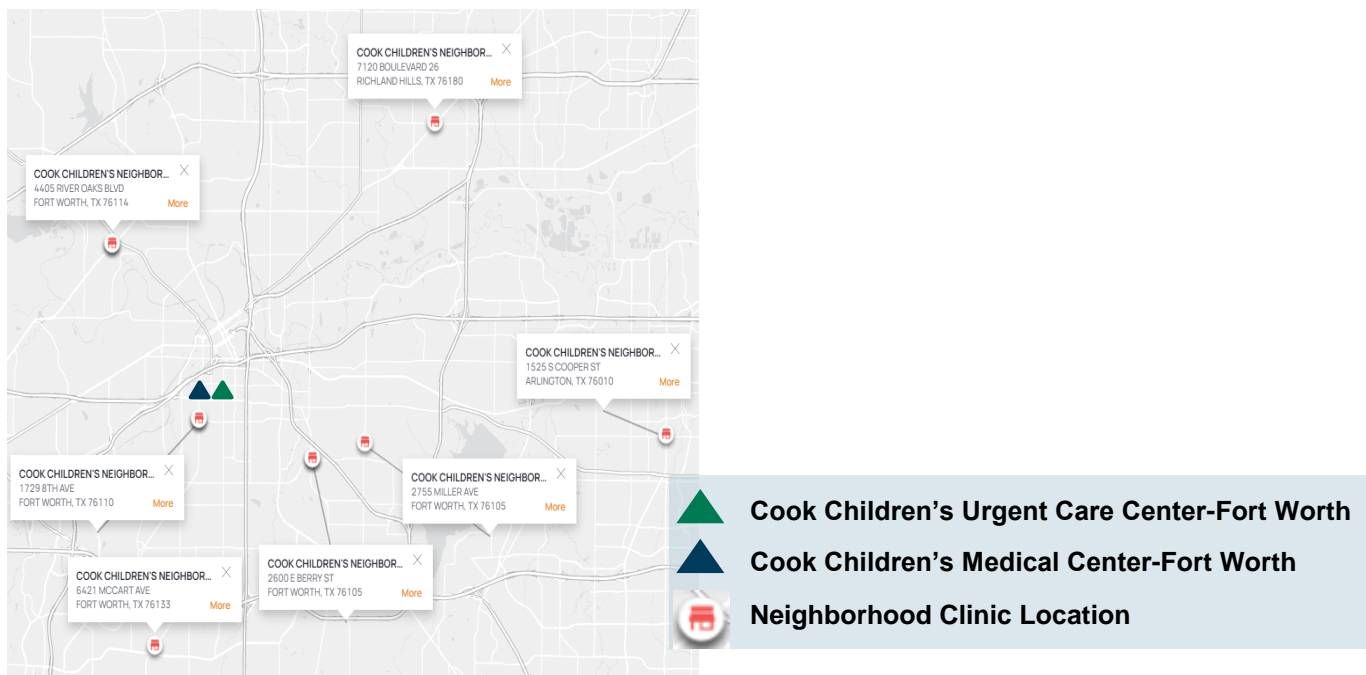 COOK CHILDREN'S NEIGHBOR... X
7120 BOULEVARD 26
RICHLAND HILLS, TX 76180 More
COOK CHILDREN'S NEIGHBOR... X
4405 RIVER OAKS BLVD
FORT WORTH, TX 76114 More
COOK CHILDREN'S NEIGHBOR... X
1525 S COOPER ST
ARLINGTON, TX 76010 More
COOK CHILDREN'S NEIGHBOR... X
1729 8TH AVE
FORT WORTH, TX 76110 More
COOK CHILDREN'S NEIGHBOR... X
2755 MILLER AVE
FORT WORTH, TX 76105 More
COOK CHILDREN'S NEIGHBOR... X
6421 MCCART AVE
FORT WORTH, TX 76133 More
COOK CHILDREN'S NEIGHBOR... X
2600 E BERRY ST
FORT WORTH, TX 76105 More
Cook Children's Urgent Care Center-Fort Worth
Cook Children's Medical Center-Fort Worth
Neighborhood Clinic Location